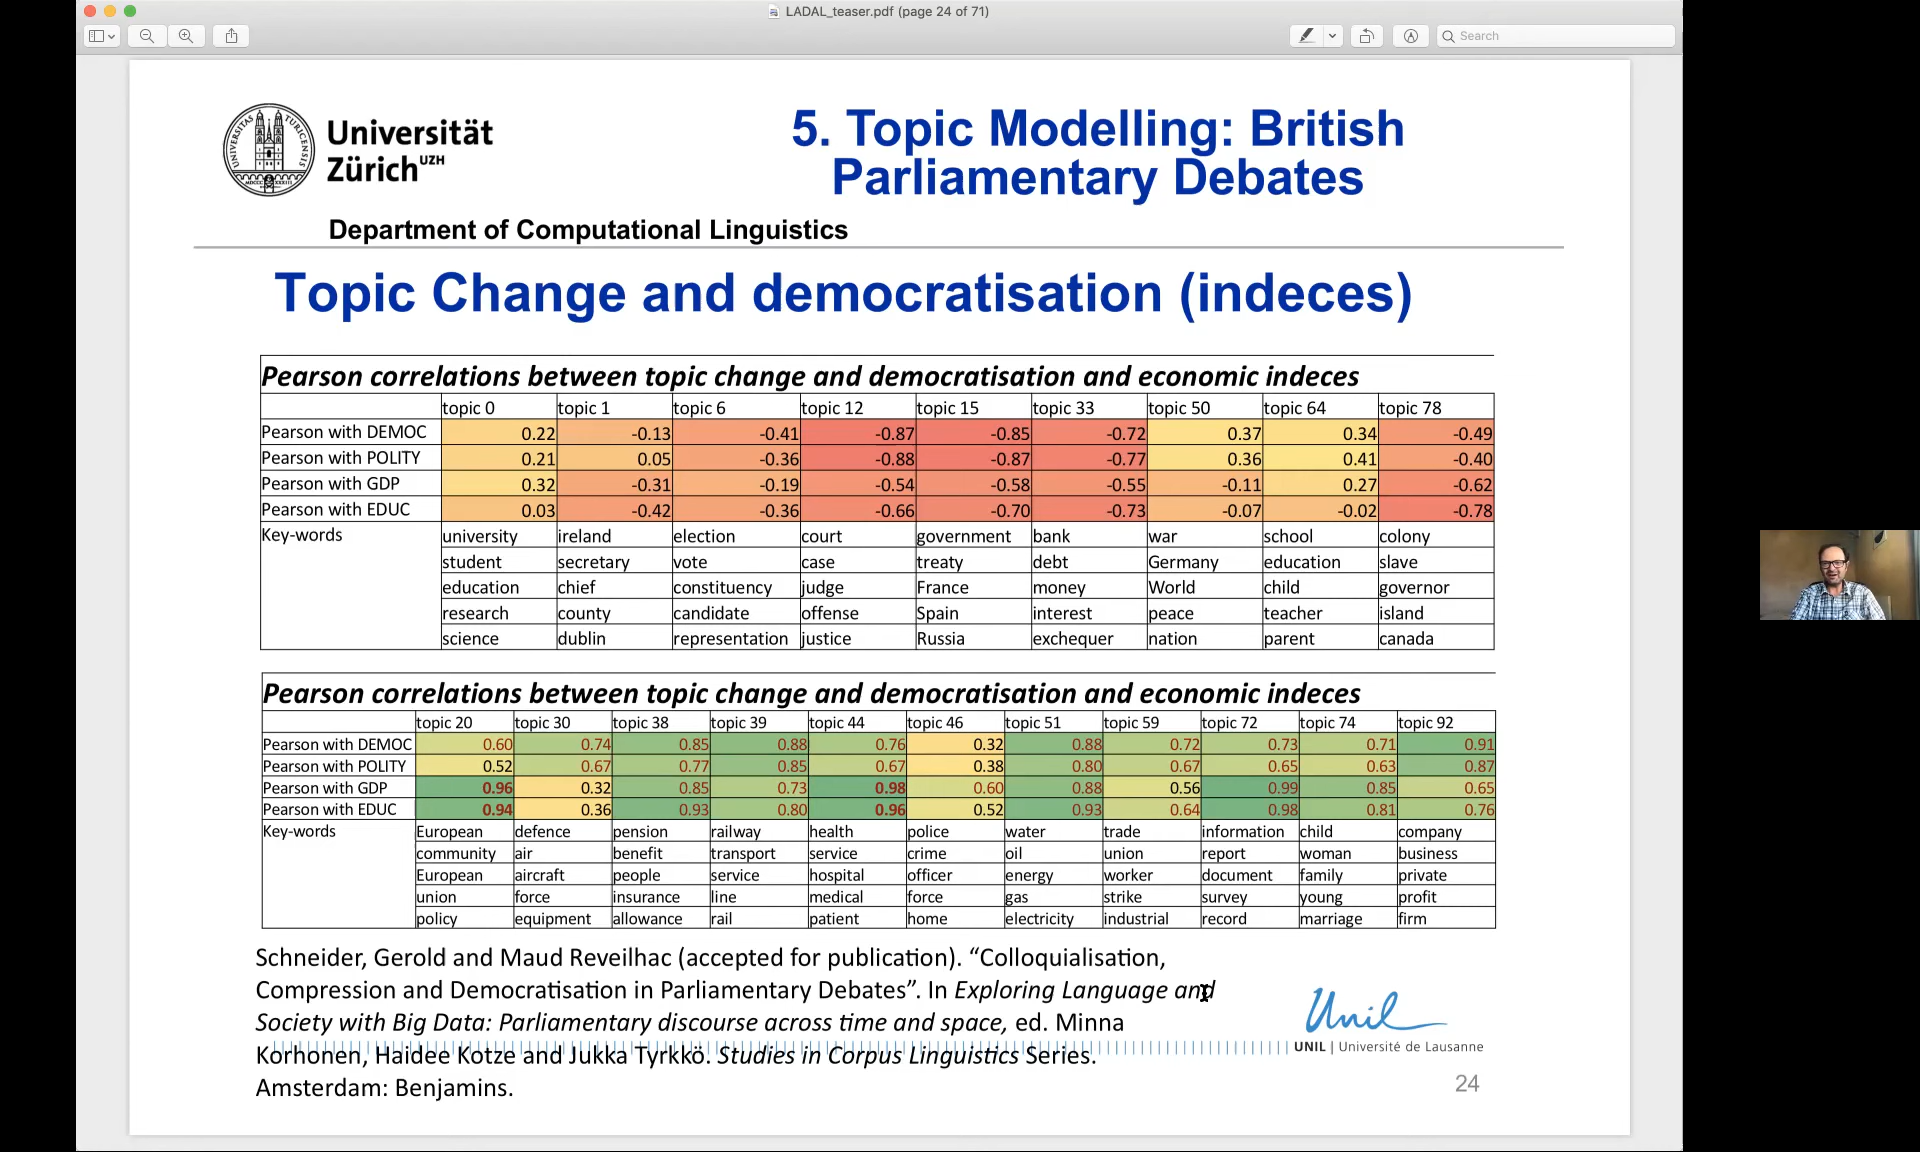 LADAL_teaser.pdf (page 24 of 71)
Search
Universität
Zürich UZH
5. Topic Modelling: British
Parliamentary Debates
Department of Computational Linguistics
Topic Change and democratisation (indeces)
Pearson correlations between topic change and democratisation and economic indeces
topic 0 topic 1 topic 6 topic 12 topic 15 topic 33 topic 50 topic 64 topic 78
Pearson with DEMOC 0.22 -0.13 -0.41 -0.87 -0.85 -0.72 0.37 0.34 -0.49
Pearson with POLITY 0.21 0.05 -0.36 -0.88 -0.87 -0.77 0.36 0.41 -0.40
Pearson with GDP 0.32 -0.31 -0.19 -0.54 -0.58 -0.55 -0.11 0.27 -0.62
Pearson with EDUC 0.03 -0.42 -0.36 -0.66 -0.70 -0.73 -0.07 -0.02 -0.78
Key-words university ireland election court government bank war school colony
student secretary vote case treaty debt Germany education slave
education chief constituency judge France money World child governor
research county candidate offense Spain interest peace teacher island
science dublin representation justice Russia exchequer nation parent canada
Pearson correlations between topic change and democratisation and economic indeces
topic 20 topic 30 topic 38 topic 39 topic 44 topic 46 topic 51 topic 59 topic 72 topic 74 topic 92
Pearson with DEMOC 0.60 0.74 0.85 0.88 0.76 0.32 0.88 0.72 0.73 0.71 0.91
Pearson with POLITY 0.52 0.67 0.77 0.85 0.67 0.38 0.80 0.67 0.65 0.63 0.87
Pearson with GDP 0.96 0.32 0.85 0.73 0.98 0.60 0.88 0.56 0.99 0.85 0.65
Pearson with EDUC 0.94 0.36 0.93 0.80 0.96 0.52 0.93 0.64 0.98 0.81 0.76
Key-words European defence pension railway health police water trade information child company
community air benefit transport service crime oil union report woman business
European aircraft people service hospital officer energy worker document family private
union force insurance line medical force gas strike survey young profit
policy equipment allowance rail patient home electricity industrial record marriage firm
Schneider, Gerold and Maud Reveilhac (accepted for publication). “Colloquialisation,
Compression and Democratisation in Parliamentary Debates”. In Exploring Language and
Society with Big Data: Parliamentary discourse across time and space, ed. Minna
Korhonen, Haidee Kotze and Jukka Tyrkkö. Studies in Corpus Linguistics Series.
Amsterdam: Benjamins.
Unil
UNIL | Université de Lausanne
24